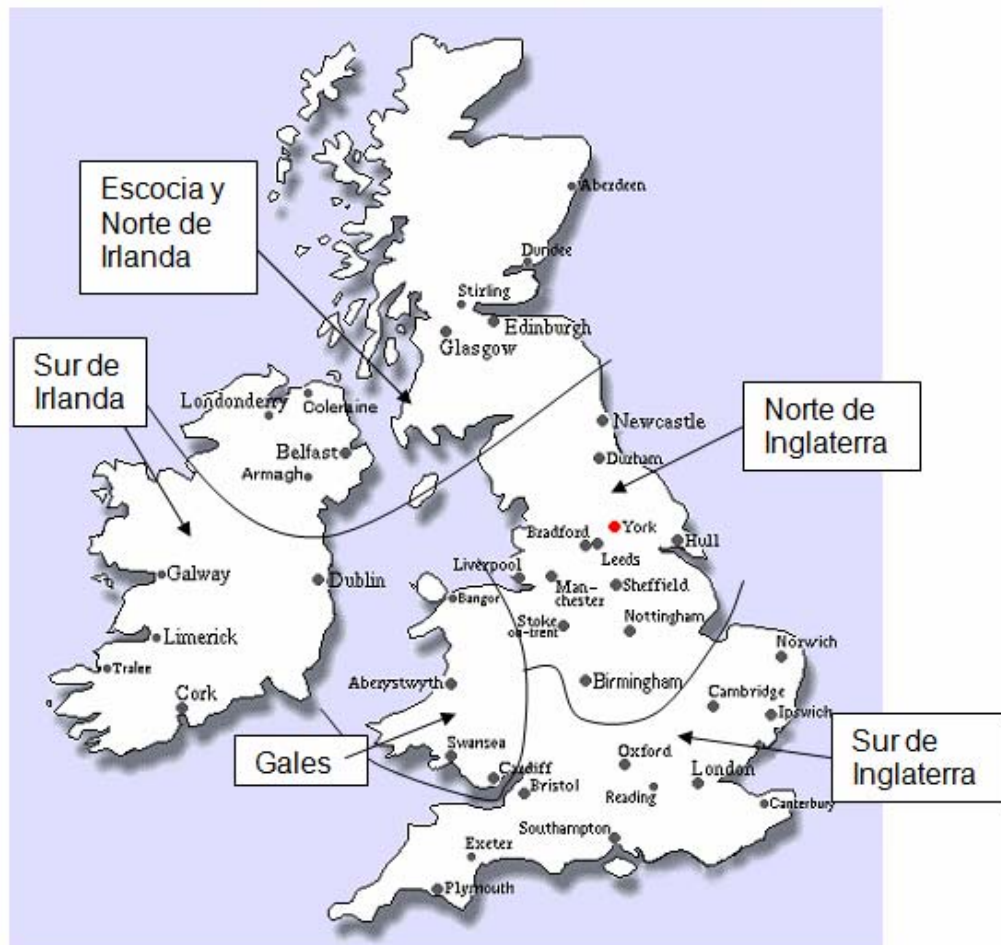 Escocia y
Norte de
Irlanda
Aberdeen
Dundee
Stirling
Edinburgh
Glasgow
Sur de
Irlanda
Londonderry
Coleraine
Belfast
Armagh
Newcastle
Durham
Norte de
Inglaterra
York
Bradford
Leeds
Hull
Galway
Dublin
Liverpool
Man-
chester
Sheffield
Bangor
Stoke
on-trent
Nottingham
Limerick
Tralee
Cork
Norwich
Aberystwyth
Birmingham
Cambridge
Ipswich
Gales
Swansea
Cardiff
Bristol
Oxford
Reading
London
Sur de
Inglaterra
Canterbury
Southampton
Exeter
Plymouth